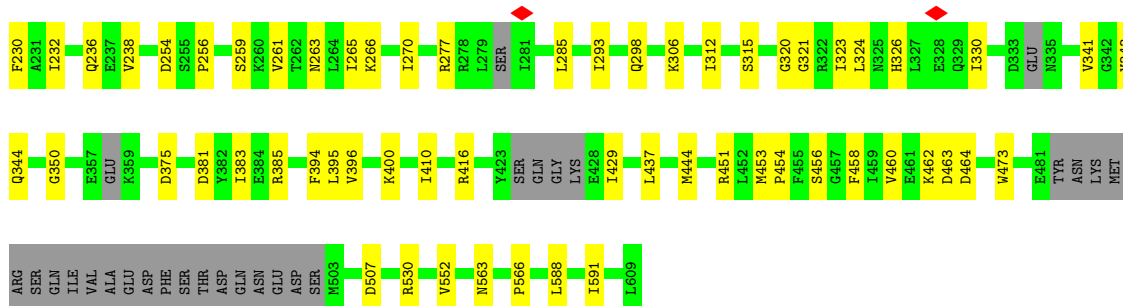 F230 A231 I232 Q236 E237 V238 D254 S255 P256 S259 K260 V261 T262 N263 L264 I265 K266 I270 R277 R278 L279 SER I281 L285 I293 Q298 K306 I312 S315 G320 G321 R322 I323 L324 N325 H326 L327 E328 Q329 I330 D333 GLU N335 V341 G342
Q344 G350 E357 GLU K359 D375 D381 Y382 I383 E384 R385 F394 L395 V396 K400 I410 R416 Y423 SER GLN GLY LYS E428 I429 L437 M444 R451 L452 M453 P454 F455 S456 G457 F458 I459 V460 E461 K462 D463 D464 W473 E481 TYR ASN LYS MET
ARG SER GLN ILE VAL ALA GLU ASP PHE SER THR ASP GLN ASN GLU ASP SER M503 D507 R530 V552 N563 P566 L588 I591 L609